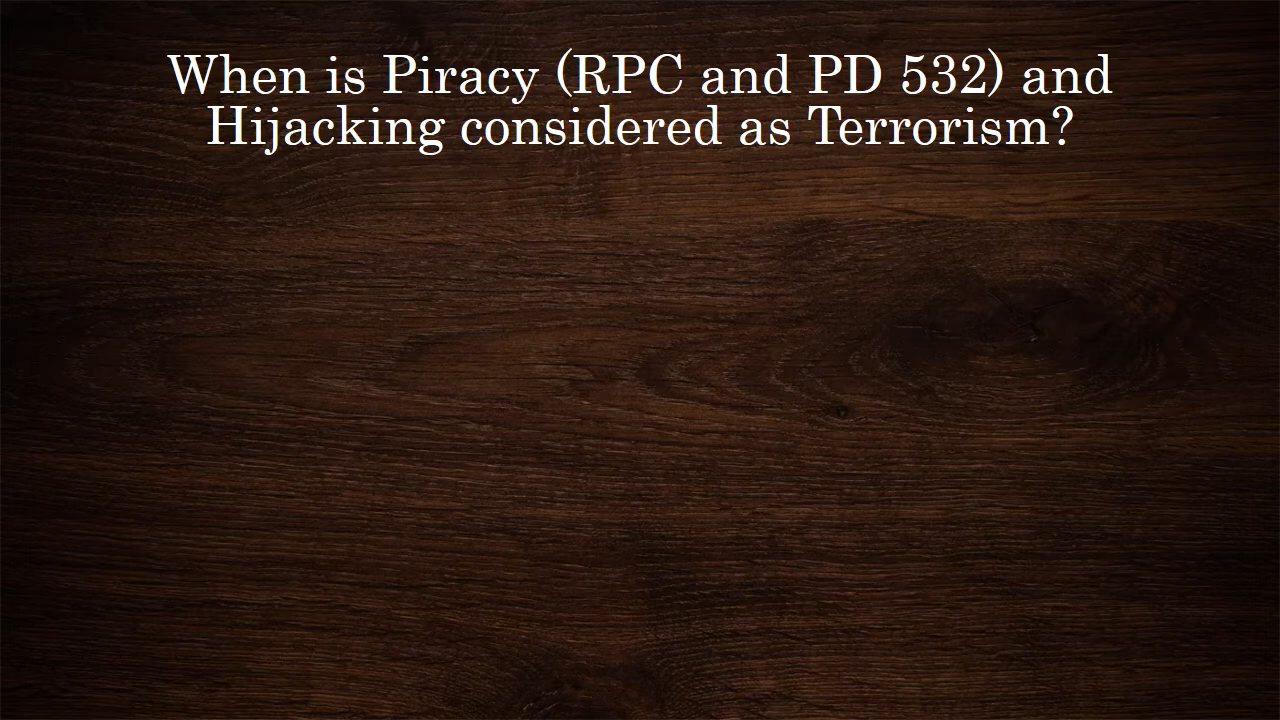 When is Piracy (RPC and PD 532) and
Hijacking considered as Terrorism?